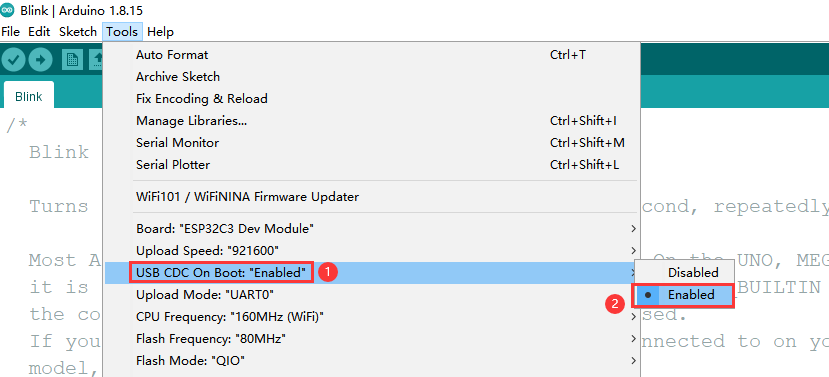 Blink | Arduino 1.8.15
File Edit Sketch Tools Help
Blink
Auto Format Ctrl+T
Archive Sketch
Fix Encoding & Reload
Manage Libraries... Ctrl+Shift+I
Serial Monitor Ctrl+Shift+M
Serial Plotter Ctrl+Shift+L
WiFi101 / WiFiNINA Firmware Updater
Board: "ESP32C3 Dev Module"
Upload Speed: "921600"
USB CDC On Boot: "Enabled" 1
Upload Mode: "UART0"
CPU Frequency: "160MHz (WiFi)"
Flash Frequency: "80MHz"
Flash Mode: "QIO"
Disabled
2 Enabled
/*
Blink
Turns cond, repeatedly
Most A On the UNO, MEG
it is BUILTIN
the co sed.
If you nnected to on yo
model,